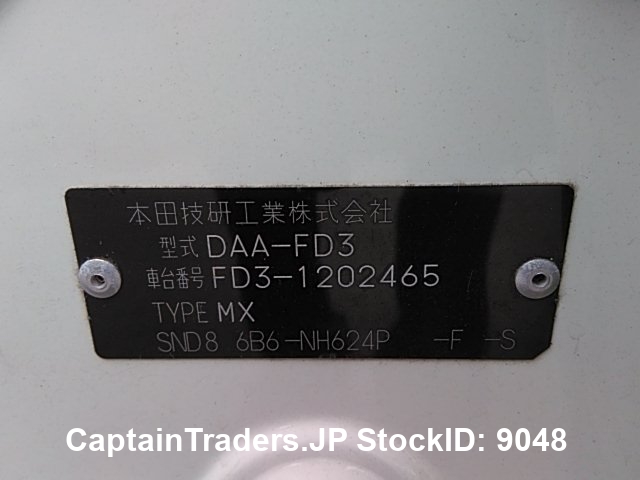 本田技研工業株式会社
型式 DAA-FD3
車台番号 FD3-1202465
TYPE MX
SND8 6B6-NH624P -F -S
CaptainTraders.JP StockID: 9048